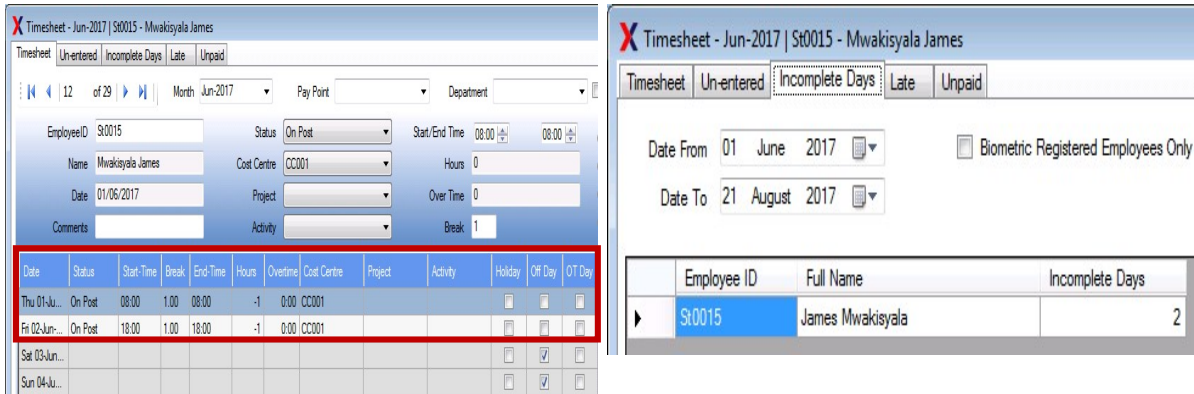 Timesheet - Jun-2017 | St0015 - Mwakisyala James
Timesheet Un-entered Incomplete Days Late Unpaid
12 of 29 Month Jun-2017 Pay Point Department
EmployeeID St0015 Status On Post Start/End Time 08:00 08:00
Name Mwakisyala James Cost Centre CC001 Hours 0
Date 01/06/2017 Project Over Time 0
Comments Activity Break 1
Date Status Start-Time Break End-Time Hours Overtime Cost Centre Project Activity Holiday Off Day OT Day
Thu 01-Ju... On Post 08:00 1.00 08:00 -1 0:00 CC001
Fri 02-Jun-... On Post 18:00 1.00 18:00 -1 0:00 CC001
Sat 03-Jun...
Sun 04-Ju...
Timesheet - Jun-2017 | St0015 - Mwakisyala James
Timesheet Un-entered Incomplete Days Late Unpaid
Date From 01 June 2017 Biometric Registered Employees Only
Date To 21 August 2017
Employee ID Full Name Incomplete Days
St0015 James Mwakisyala 2